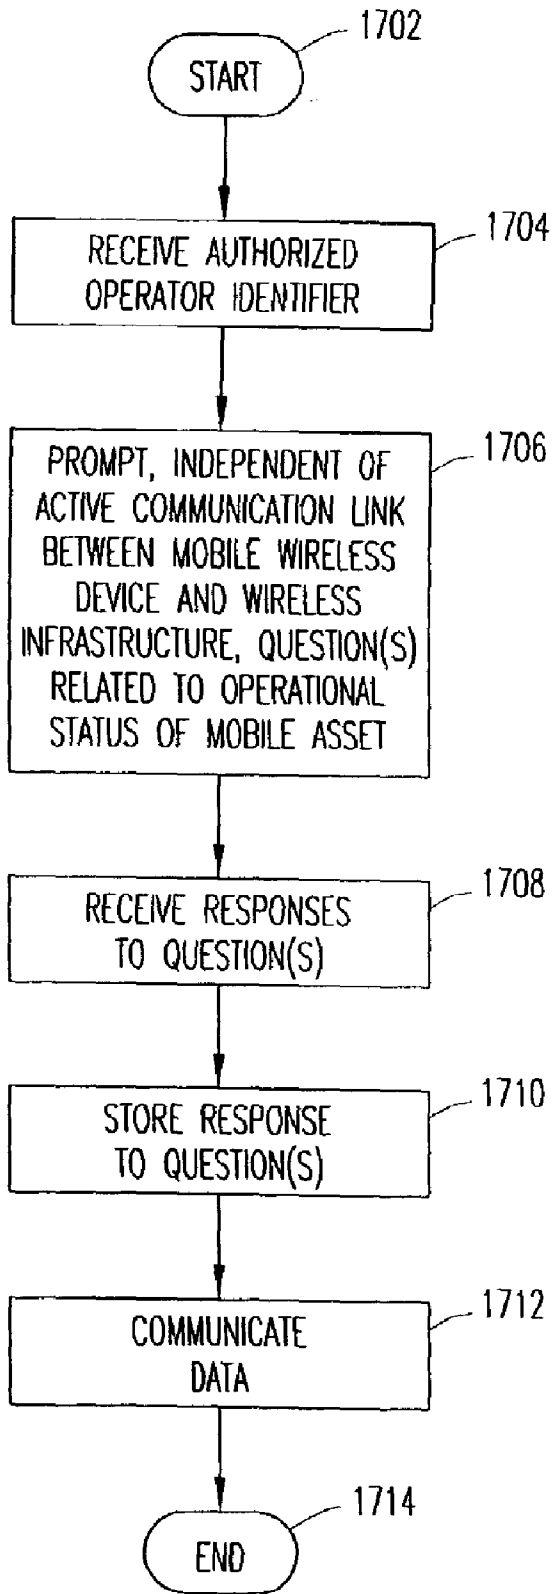 1702
START
1704
RECEIVE AUTHORIZED
OPERATOR IDENTIFIER
1706
PROMPT, INDEPENDENT OF
ACTIVE COMMUNICATION LINK
BETWEEN MOBILE WIRELESS
DEVICE AND WIRELESS
INFRASTRUCTURE, QUESTION(S)
RELATED TO OPERATIONAL
STATUS OF MOBILE ASSET
1708
RECEIVE RESPONSES
TO QUESTION(S)
1710
STORE RESPONSE
TO QUESTION(S)
1712
COMMUNICATE
DATA
1714
END